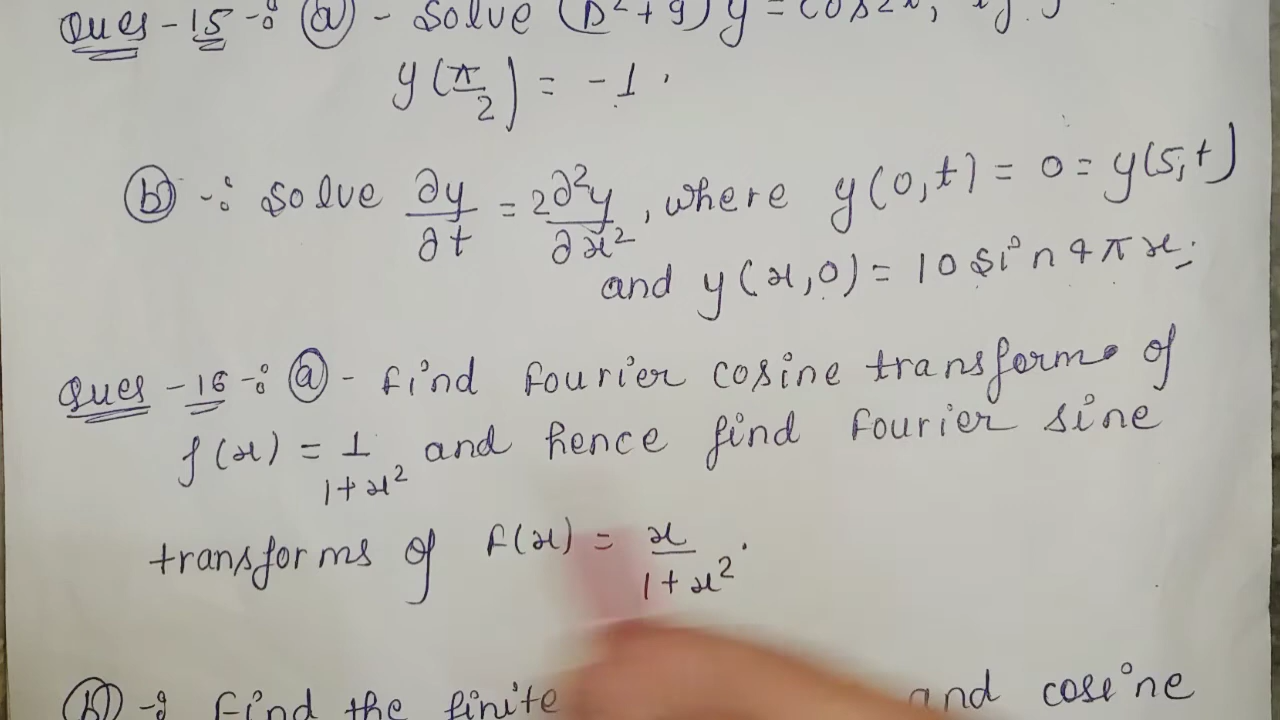 Ques -15 -: (a) - Solve (D²+9)y = cos2x, if y
y(π/2) = -1.
(b) -: solve ∂y/∂t = 2∂²y/∂x², where y(0,t) = 0 = y(5,t)
and y(x,0) = 10 sin 4πx.
Ques -16 -: (a) - Find Fourier cosine transforms of
f(x) = 1/1+x² and hence find Fourier sine
transforms of F(x) = x/1+x².
(b) -: Find the finite and cosine